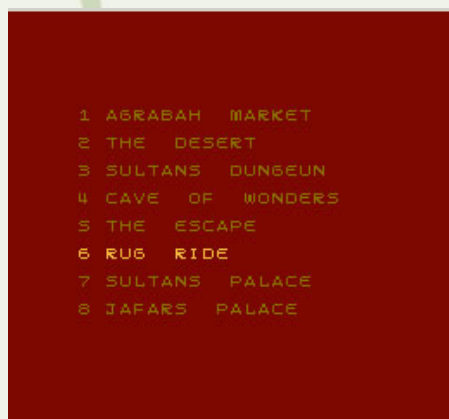 1 AGRABAH MARKET
2 THE DESERT
3 SULTANS DUNGEUN
4 CAVE OF WONDERS
5 THE ESCAPE
6 RUG RIDE
7 SULTANS PALACE
8 JAFARS PALACE